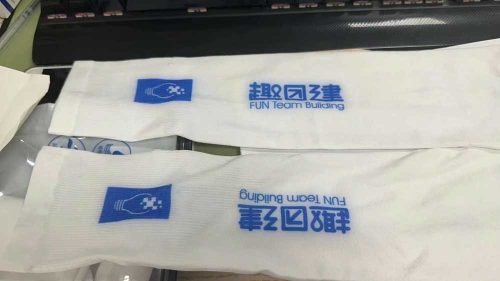 趣团建
FUN Team Building
趣团建
FUN Team Building